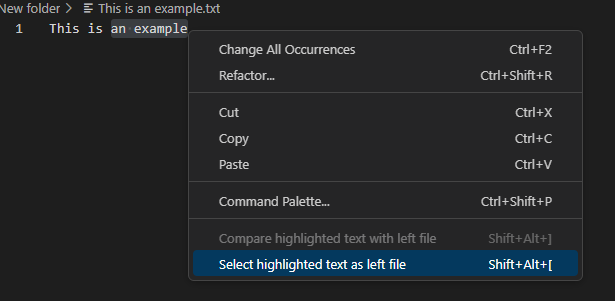 New folder > This is an example.txt
1 This is an example
Change All Occurrences Ctrl+F2
Refactor... Ctrl+Shift+R
Cut Ctrl+X
Copy Ctrl+C
Paste Ctrl+V
Command Palette... Ctrl+Shift+P
Compare highlighted text with left file Shift+Alt+]
Select highlighted text as left file Shift+Alt+[